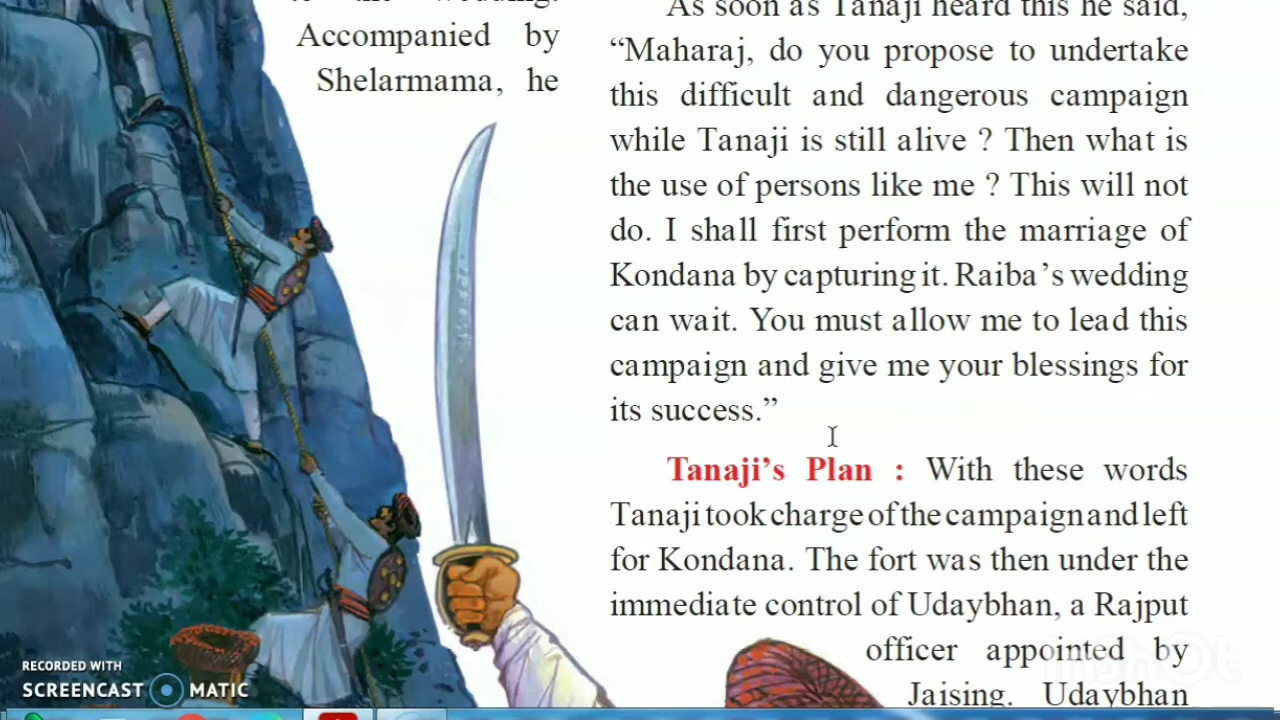 to the wedding.
Accompanied by
Shelarmama, he
As soon as Tanaji heard this he said,
“Maharaj, do you propose to undertake
this difficult and dangerous campaign
while Tanaji is still alive ? Then what is
the use of persons like me ? This will not
do. I shall first perform the marriage of
Kondana by capturing it. Raiba’s wedding
can wait. You must allow me to lead this
campaign and give me your blessings for
its success.”
Tanaji’s Plan : With these words
Tanaji took charge of the campaign and left
for Kondana. The fort was then under the
immediate control of Udaybhan, a Rajput
officer appointed by
Jaising. Udaybhan
RECORDED WITH
SCREENCAST MATIC